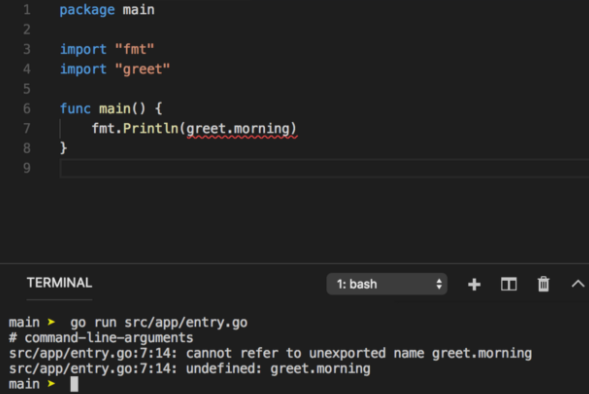 1 package main
2
3 import "fmt"
4 import "greet"
5
6 func main() {
7 fmt.Println(greet.morning)
8 }
9
TERMINAL
1: bash
main ➤ go run src/app/entry.go
# command-line-arguments
src/app/entry.go:7:14: cannot refer to unexported name greet.morning
src/app/entry.go:7:14: undefined: greet.morning
main ➤